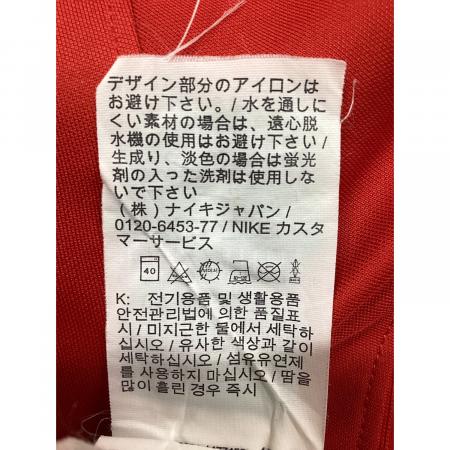 デザイン部分のアイロンは
お避け下さい。/ 水を通しに
くい素材の場合は、遠心脱
水機の使用はお避け下さい /
生成り、淡色の場合は蛍光
剤の入った洗剤は使用しな
いで下さい
(株) ナイキジャパン /
0120-6453-77 / NIKE カスタ
マーサービス
40
K: 전기용품 및 생활용품
안전관리법에 의한 품질표
시 / 미지근한 물에서 세탁하
십시오 / 유사한 색상과 같이
세탁하십시오 / 섬유유연제
를 사용하지 마십시오 / 땀을
많이 흘린 경우 즉시